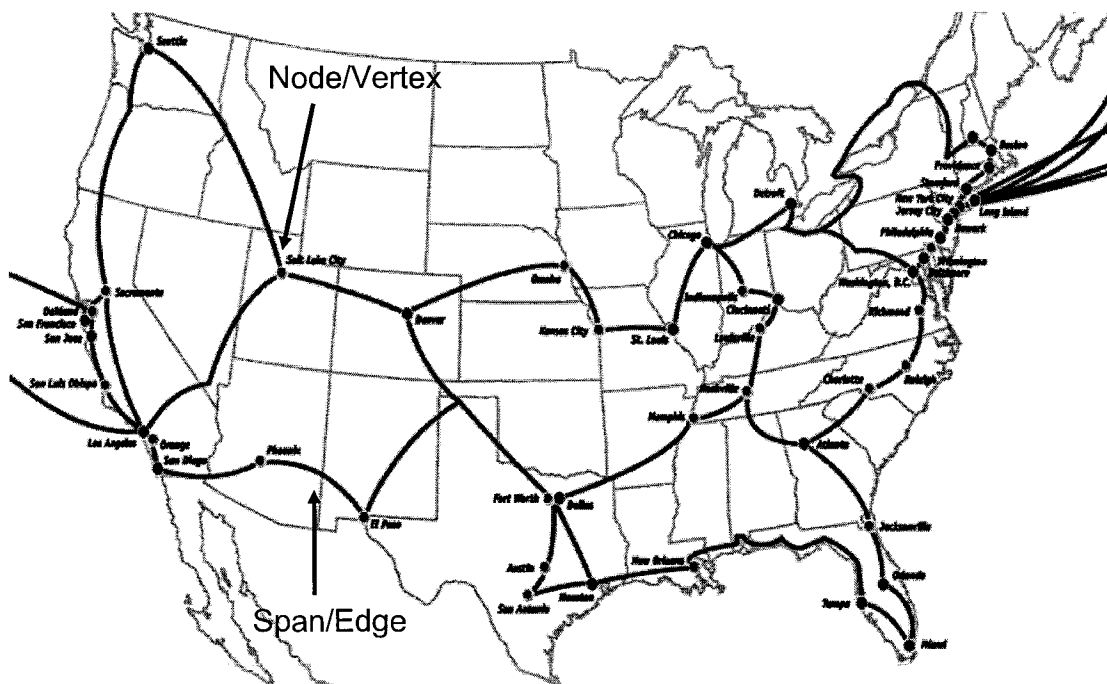 Seattle
Node/Vertex
Salt Lake City
Sacramento
Oakland
San Francisco
San Jose
San Luis Obispo
Los Angeles
Orange
San Diego
Phoenix
El Paso
Span/Edge
Denver
Omaha
Kansas City
St. Louis
Chicago
Detroit
Indianapolis
Cincinnati
Louisville
Nashville
Memphis
Fort Worth
Dallas
Austin
San Antonio
Houston
New Orleans
Atlanta
Charlotte
Raleigh
Richmond
Washington, D.C.
Baltimore
Wilmington
Philadelphia
Newark
Jersey City
New York City
Long Island
Stamford
Providence
Boston
Jacksonville
Orlando
Tampa
Miami